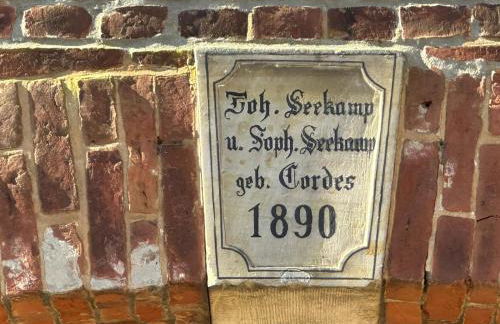 Joh. Seekamp
u. Soph. Seekamp
geb. Cordes
1890